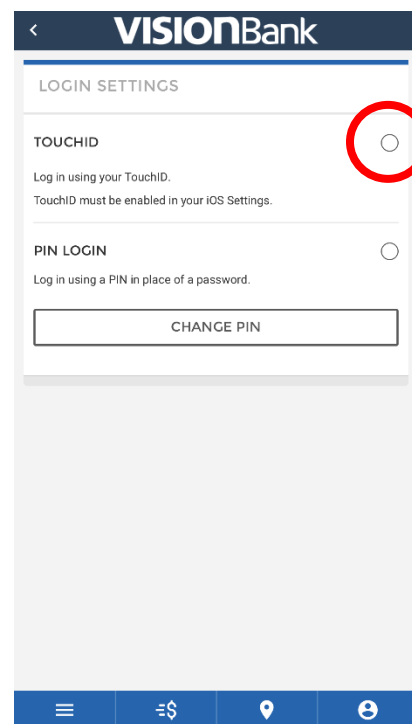 VISIONBank
LOGIN SETTINGS
TOUCHID
Log in using your TouchID.
TouchID must be enabled in your iOS Settings.
PIN LOGIN
Log in using a PIN in place of a password.
CHANGE PIN